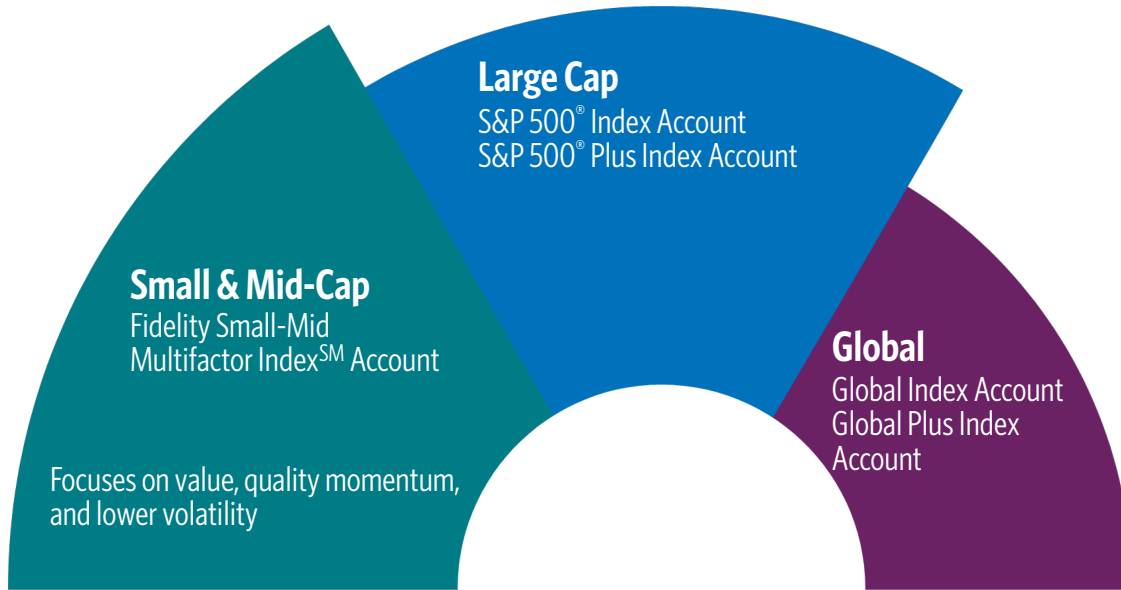 Large Cap
S&P 500® Index Account
S&P 500® Plus Index Account
Small & Mid-Cap
Fidelity Small-Mid
Multifactor Index℠ Account
Focuses on value, quality momentum,
and lower volatility
Global
Global Index Account
Global Plus Index
Account